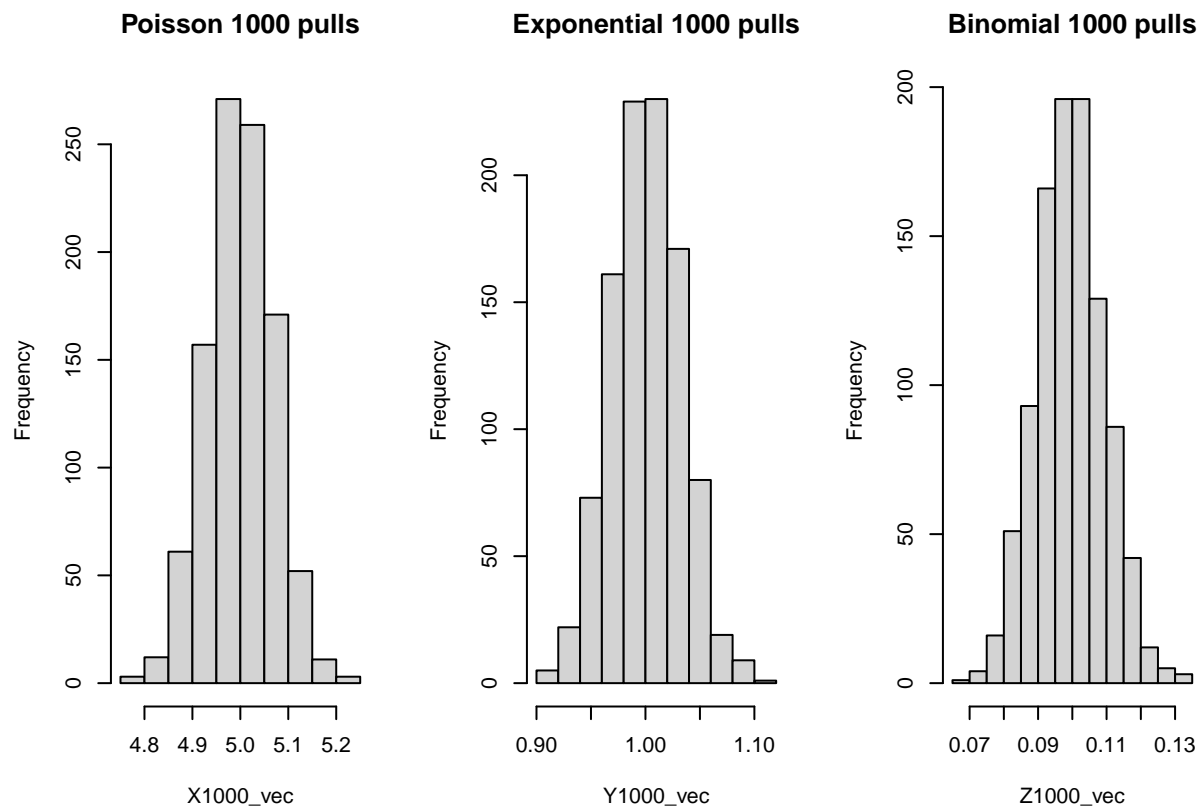 Poisson 1000 pulls
Frequency
0
50
100
150
200
250
4.8 4.9 5.0 5.1 5.2
X1000_vec
Exponential 1000 pulls
Frequency
0
50
100
150
200
0.90 1.00 1.10
Y1000_vec
Binomial 1000 pulls
Frequency
0
50
100
150
200
0.07 0.09 0.11 0.13
Z1000_vec